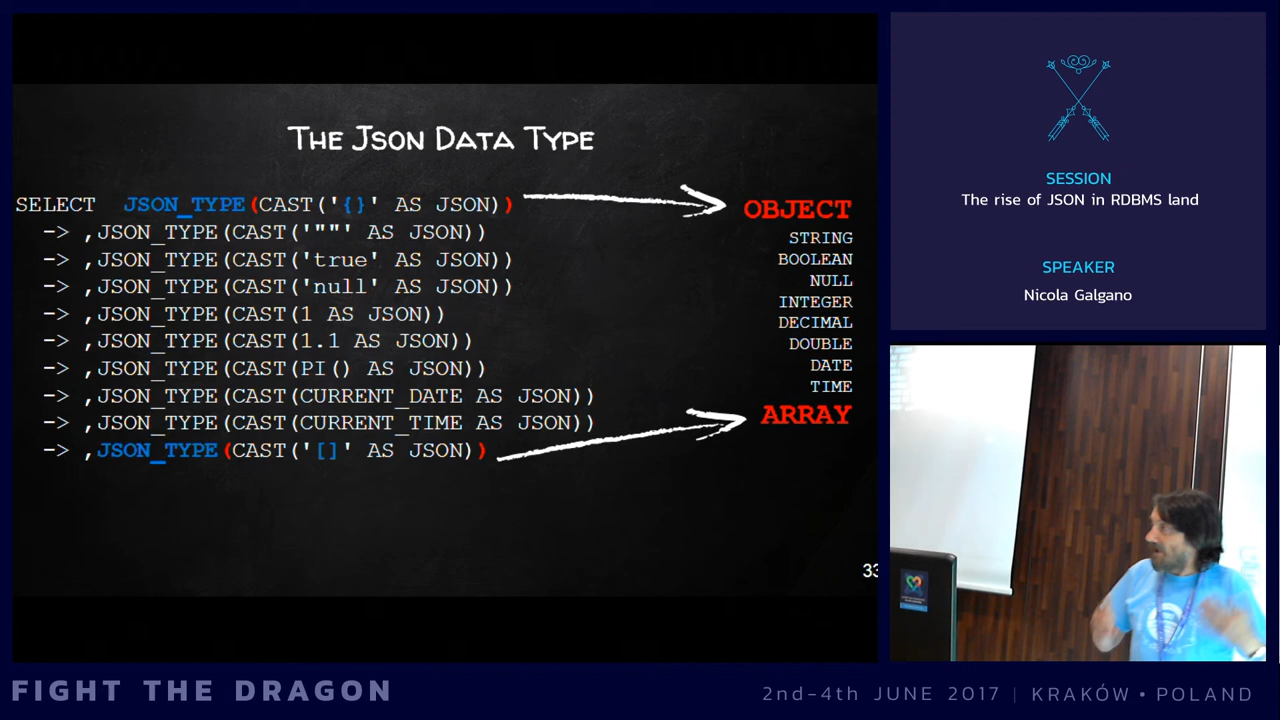 The Json Data Type
SELECT JSON_TYPE(CAST('{}' AS JSON))
-> ,JSON_TYPE(CAST('""' AS JSON))
-> ,JSON_TYPE(CAST('true' AS JSON))
-> ,JSON_TYPE(CAST('null' AS JSON))
-> ,JSON_TYPE(CAST(1 AS JSON))
-> ,JSON_TYPE(CAST(1.1 AS JSON))
-> ,JSON_TYPE(CAST(PI() AS JSON))
-> ,JSON_TYPE(CAST(CURRENT_DATE AS JSON))
-> ,JSON_TYPE(CAST(CURRENT_TIME AS JSON))
-> ,JSON_TYPE(CAST('[]' AS JSON))
OBJECT
STRING
BOOLEAN
NULL
INTEGER
DECIMAL
DOUBLE
DATE
TIME
ARRAY
33
SESSION
The rise of JSON in RDBMS land
SPEAKER
Nicola Galgano
FIGHT THE DRAGON
2nd-4th JUNE 2017 | KRAKÓW • POLAND